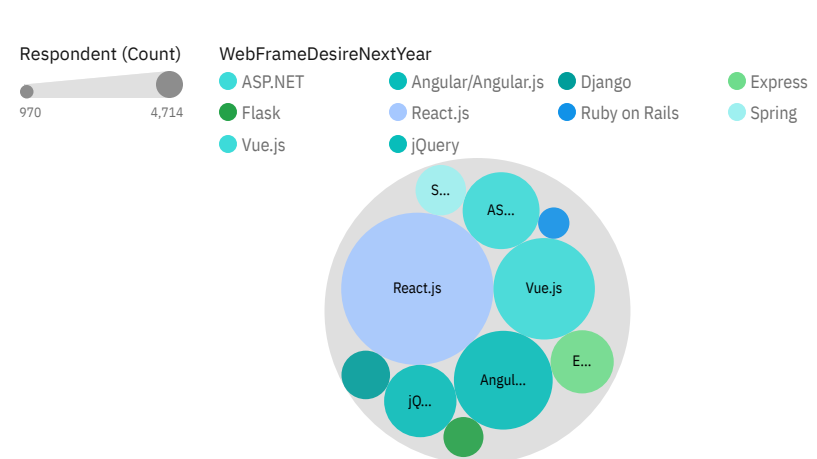 Respondent (Count)
970 4,714
WebFrameDesireNextYear
ASP.NET Angular/Angular.js Django Express
Flask React.js Ruby on Rails Spring
Vue.js jQuery
S...
AS...
React.js
Vue.js
E...
Angul...
jQ...